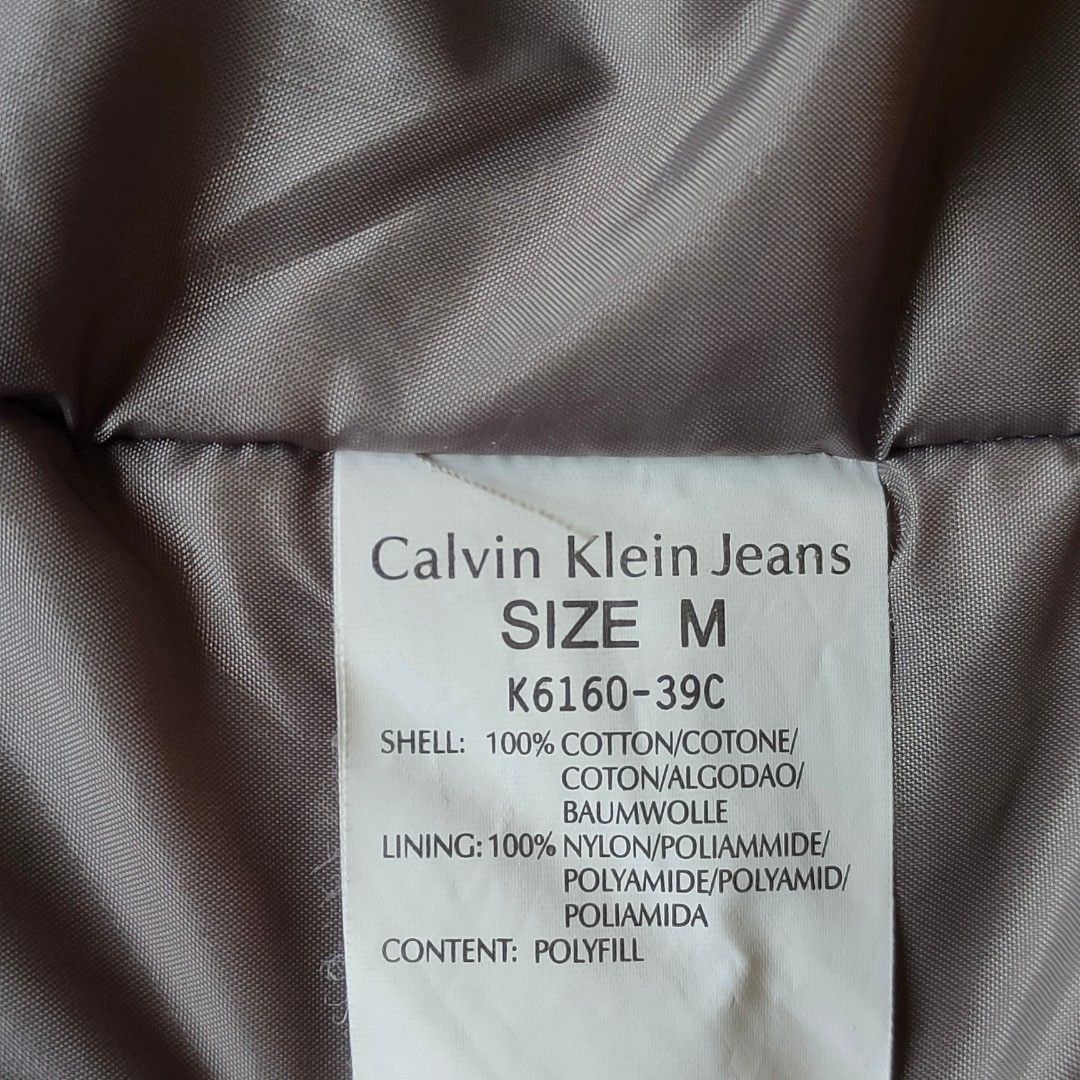 Calvin Klein Jeans
SIZE M
K6160-39C
SHELL: 100% COTTON/COTONE/
COTON/ALGODAO/
BAUMWOLLE
LINING: 100% NYLON/POLIAMMIDE/
POLYAMIDE/POLYAMID/
POLIAMIDA
CONTENT: POLYFILL